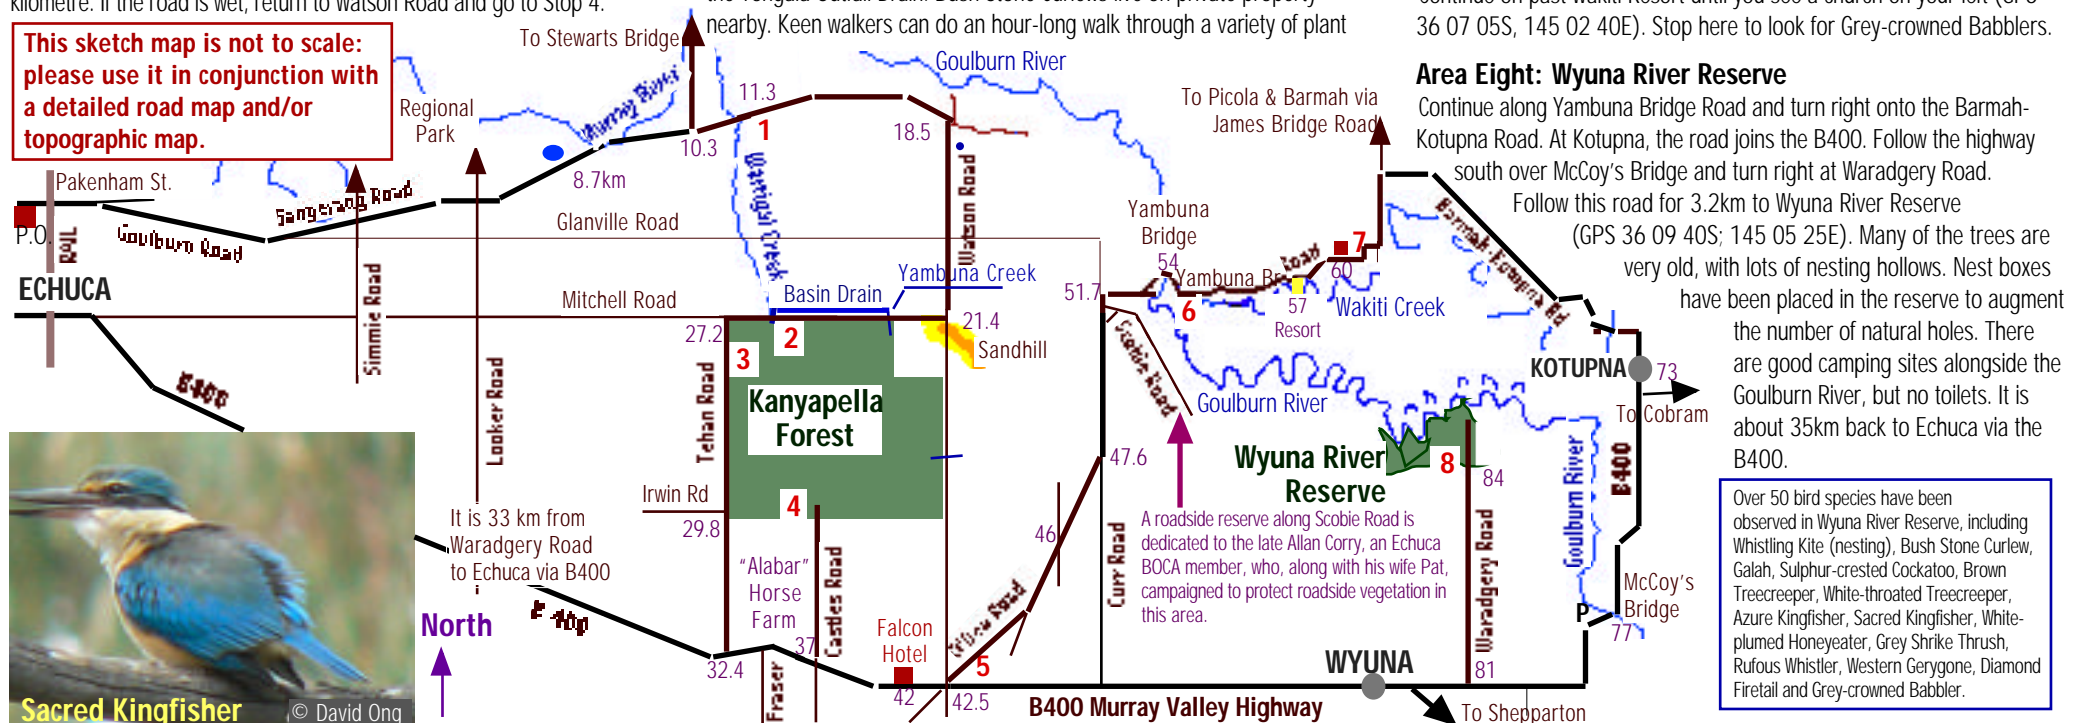 kilometre. If the road is wet, return to Watson Road and go to Stop 4.
This sketch map is not to scale:
please use it in conjunction with
a detailed road map and/or
topographic map.
nearby. Keen walkers can do an hour-long walk through a variety of plant
36 07 05S, 145 02 40E). Stop here to look for Grey-crowned Babblers.
Area Eight: Wyuna River Reserve
Continue along Yambuna Bridge Road and turn right onto the Barmah-
Kotupna Road. At Kotupna, the road joins the B400. Follow the highway
south over McCoy's Bridge and turn right at Waradgery Road.
Follow this road for 3.2km to Wyuna River Reserve
(GPS 36 09 40S; 145 05 25E). Many of the trees are
very old, with lots of nesting hollows. Nest boxes
have been placed in the reserve to augment
the number of natural holes. There
are good camping sites alongside the
Goulburn River, but no toilets. It is
about 35km back to Echuca via the
B400.
Over 50 bird species have been
observed in Wyuna River Reserve, including
Whistling Kite (nesting), Bush Stone Curlew,
Galah, Sulphur-crested Cockatoo, Brown
Treecreeper, White-throated Treecreeper,
Azure Kingfisher, Sacred Kingfisher, White-
plumed Honeyeater, Grey Shrike Thrush,
Rufous Whistler, Western Gerygone, Diamond
Firetail and Grey-crowned Babbler.
To Stewarts Bridge
Regional
Park
Murray River
Goulburn River
To Picola & Barmah via
James Bridge Road
11.3
1
10.3
18.5
8.7km
Pakenham St.
P.O.
RAIL
Goulburn Road
Sangerang Road
Glanville Road
Warrigul Creek
Watson Road
Yambuna
Bridge
54
Yambuna Br
Road
7
60
57
Resort
Wakiti Creek
6
51.7
Barmah-Kotupna Rd
ECHUCA
Mitchell Road
Basin Drain
Yambuna Creek
21.4
Sandhill
27.2
2
3
Kanyapella
Forest
4
Simmie Road
Looker Road
Tehan Road
B400
Irwin Rd
29.8
"Alabar"
Horse
Farm
37
Castles Road
Falcon
Hotel
42
42.5
5
46
47.6
Curr Road
Scobie Road
Goulburn River
Wyuna River
Reserve
8
84
A roadside reserve along Scobie Road is
dedicated to the late Allan Corry, an Echuca
BOCA member, who, along with his wife Pat,
campaigned to protect roadside vegetation in
this area.
Waradgery Road
81
KOTUPNA
73
To Cobram
B400
Goulburn River
McCoy's
Bridge
P
77
WYUNA
To Shepparton
B400 Murray Valley Highway
It is 33 km from
Waradgery Road
to Echuca via B400
North
B400
32.4
Fraser
Sacred Kingfisher
© David Ong